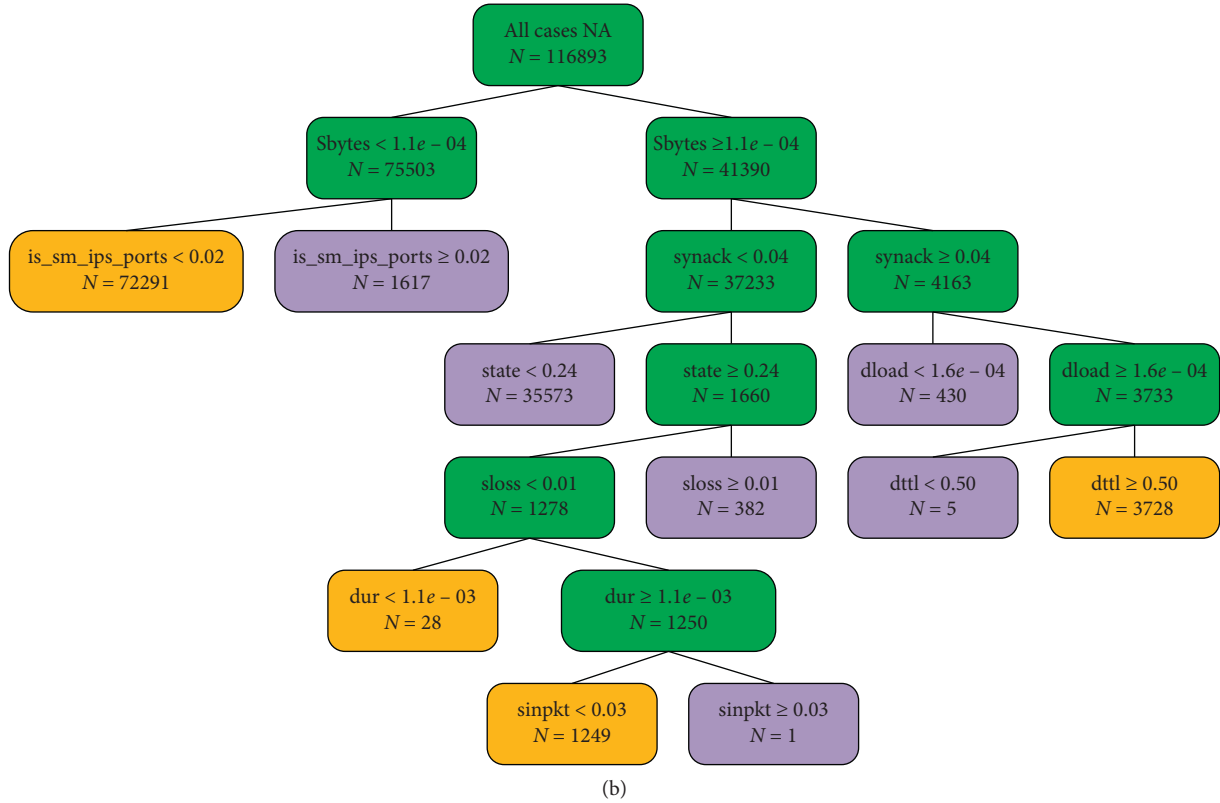 All cases NA
N = 116893
Sbytes < 1.1e – 04
N = 75503
Sbytes ≥1.1e – 04
N = 41390
is_sm_ips_ports < 0.02
N = 72291
is_sm_ips_ports ≥ 0.02
N = 1617
synack < 0.04
N = 37233
synack ≥ 0.04
N = 4163
state < 0.24
N = 35573
state ≥ 0.24
N = 1660
dload < 1.6e – 04
N = 430
dload ≥ 1.6e – 04
N = 3733
sloss < 0.01
N = 1278
sloss ≥ 0.01
N = 382
dttl < 0.50
N = 5
dttl ≥ 0.50
N = 3728
dur < 1.1e – 03
N = 28
dur ≥ 1.1e – 03
N = 1250
sinpkt < 0.03
N = 1249
sinpkt ≥ 0.03
N = 1
(b)